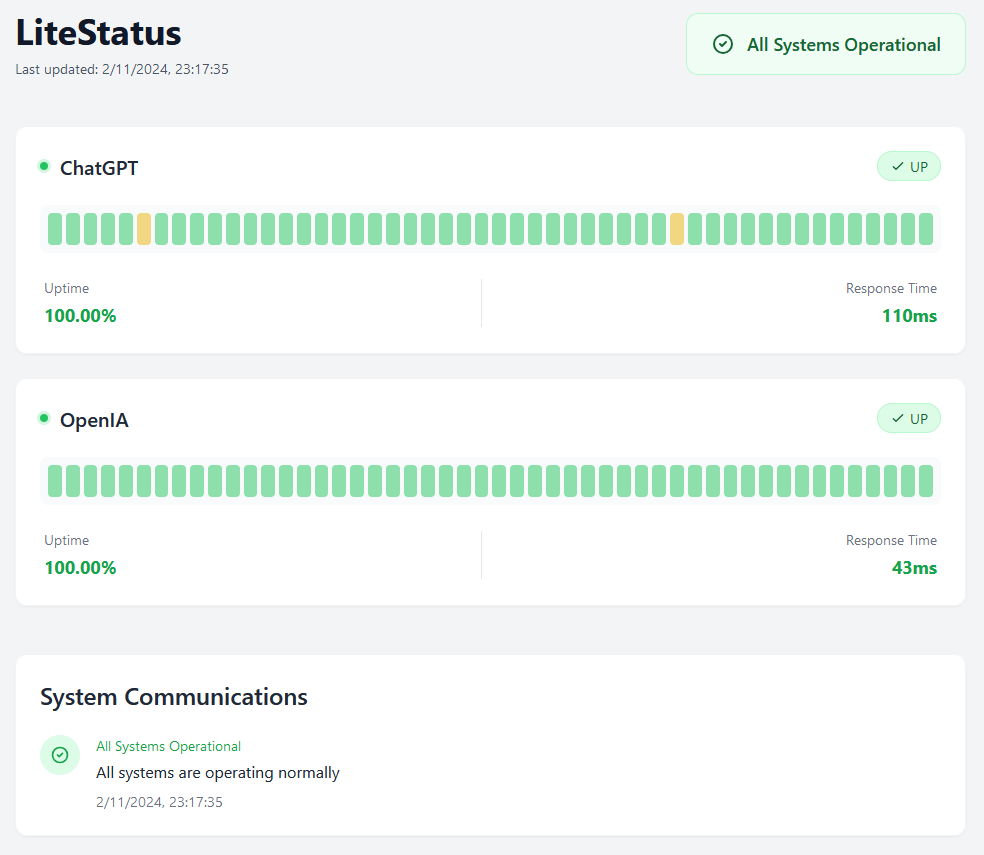 LiteStatus
Last updated: 2/11/2024, 23:17:35
All Systems Operational
ChatGPT
UP
Uptime
Response Time
100.00%
110ms
OpenIA
UP
Uptime
Response Time
100.00%
43ms
System Communications
All Systems Operational
All systems are operating normally
2/11/2024, 23:17:35